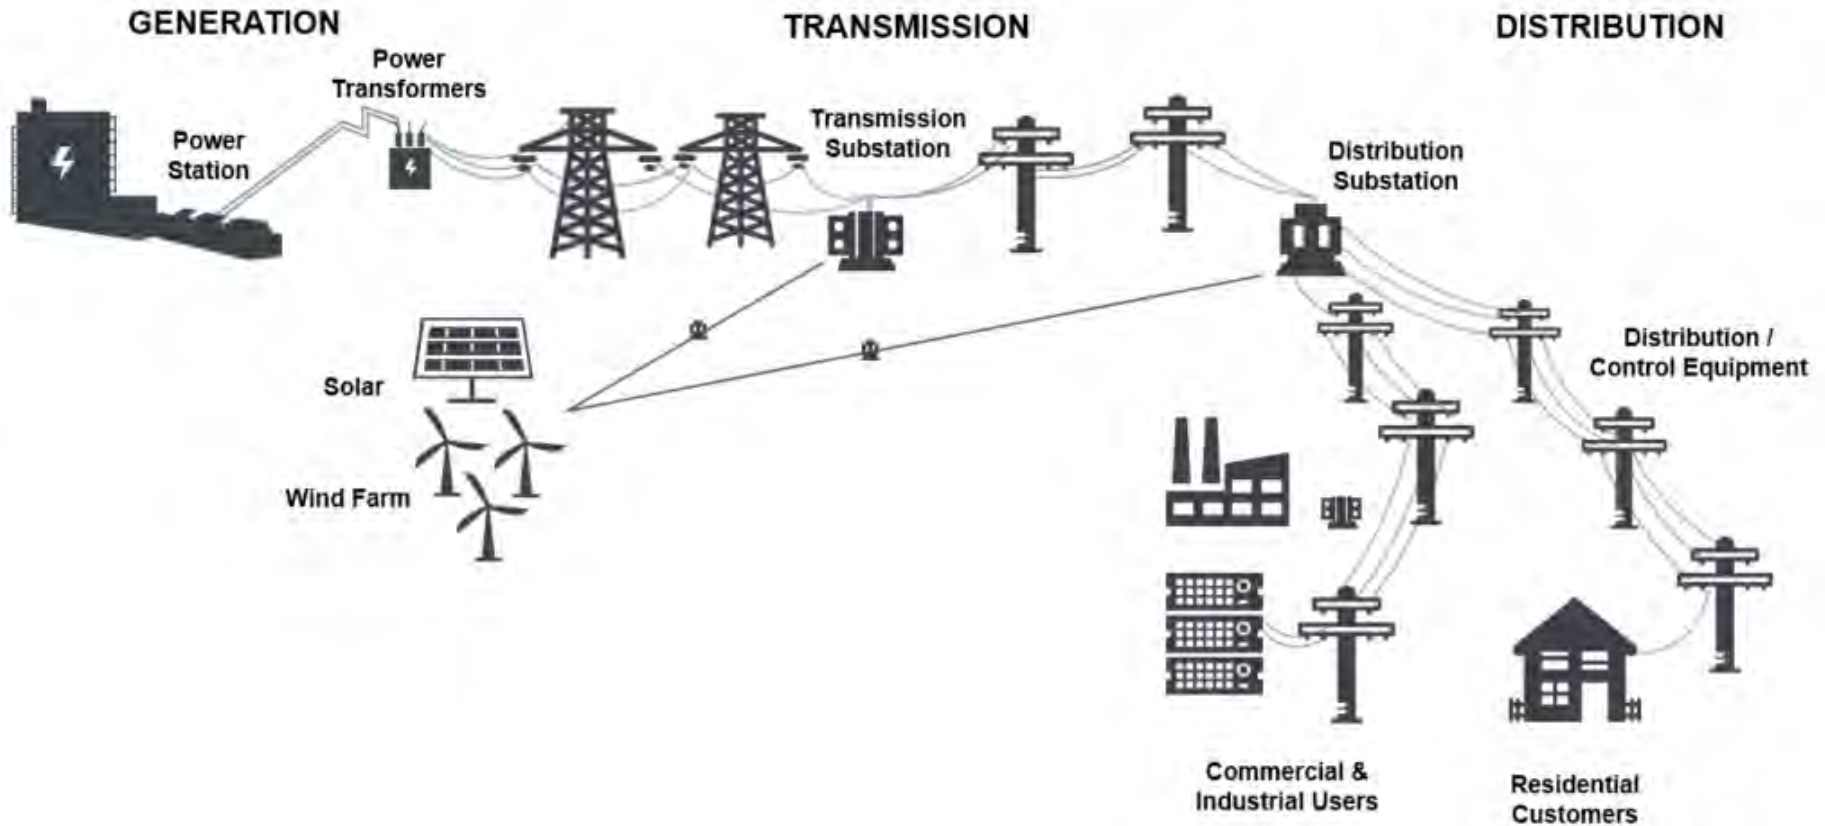 GENERATION
TRANSMISSION
DISTRIBUTION
Power
Transformers
Power
Station
Transmission
Substation
Distribution
Substation
Solar
Wind Farm
Distribution /
Control Equipment
Commercial &
Industrial Users
Residential
Customers